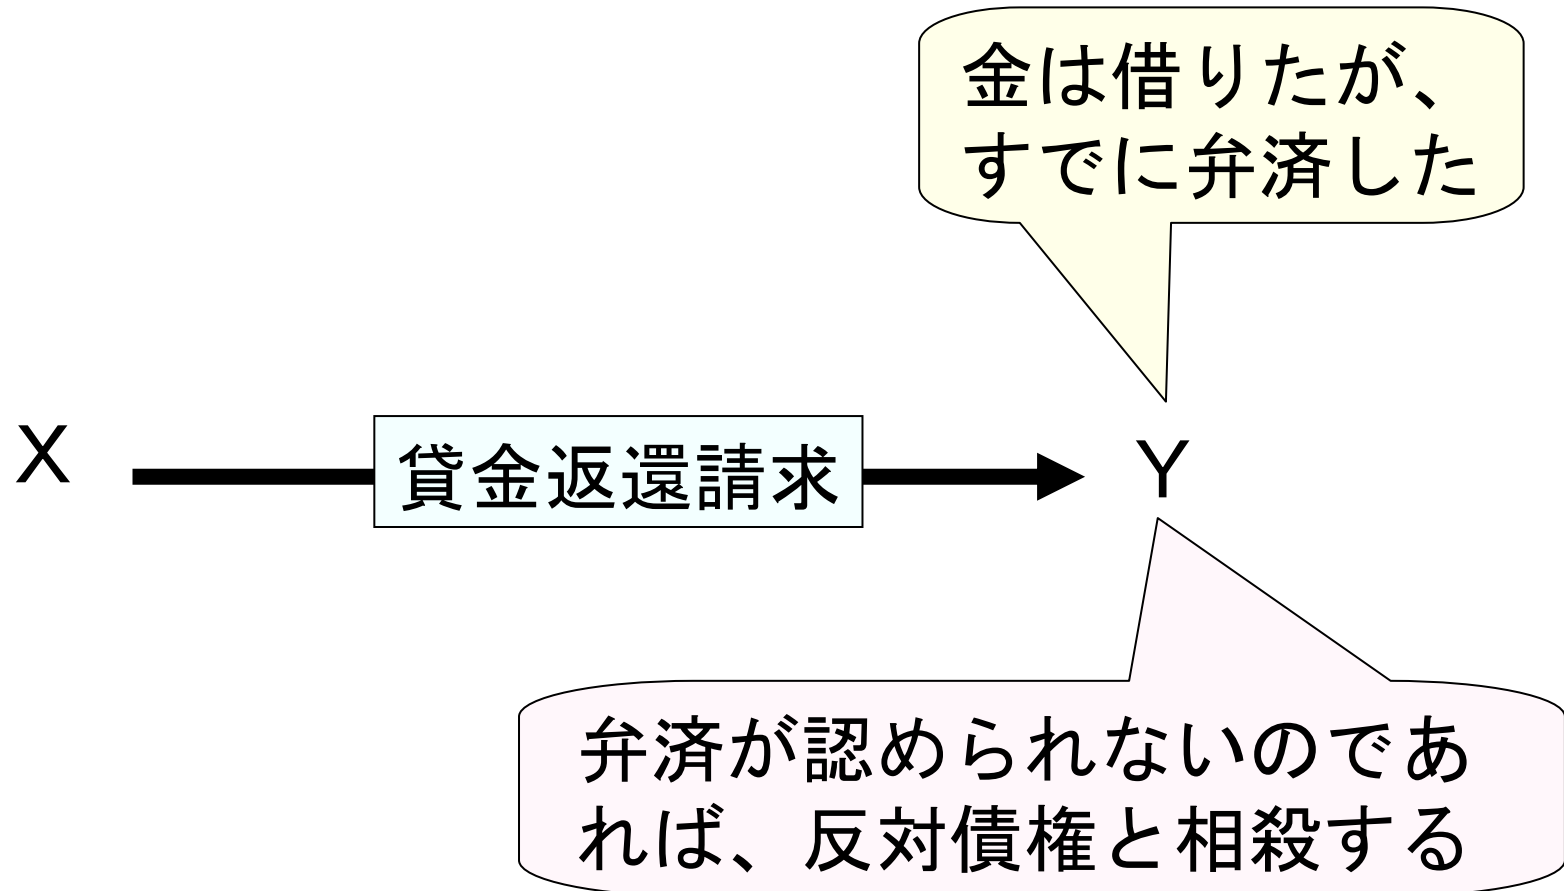 金は借りたが、
すでに弁済した
X
貸金返還請求
Y
弁済が認められないのであ
れば、反対債権と相殺する